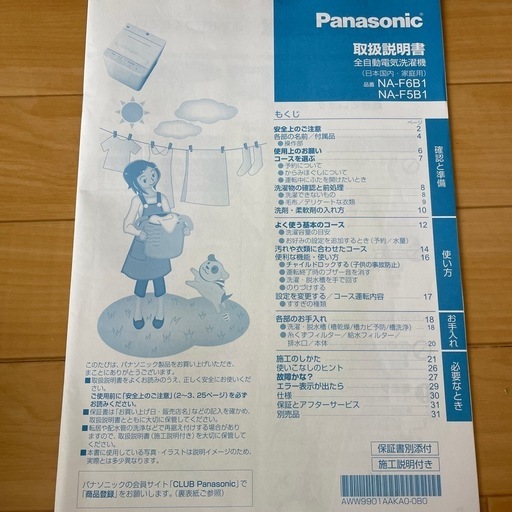 Panasonic
取扱説明書
全自動電気洗濯機
(日本国内・家庭用)
品番 NA-F6B1
NA-F5B1
もくじ
ページ
安全上のご注意 2
各部の名前/付属品 4
●操作部
使用上のお願い 6
コースを選ぶ 7
●予約について
●からみほぐしについて
●運転中にふたを開けたいとき
洗濯物の確認と前処理 8
●洗濯できないもの 8
●毛布/デリケートな衣類 9
洗剤・柔軟剤の入れ方 10
確認と準備
よく使う基本のコース 12
●洗濯容量の目安
●お好みの設定を追加するとき(予約/水量)
汚れや衣類に合わせたコース 14
便利な機能・使い方 16
●チャイルドロックする(子供の事故防止)
●運転終了時のブザー音を消す
●洗濯・脱水槽を手で回す
●のりづけする
設定を変更する/コース運転内容 17
●すすぎの種類
使い方
各部のお手入れ 18
●洗濯・脱水槽(槽乾燥/槽カビ予防/槽洗浄) 18
●糸くずフィルター/給水フィルター/
排水口/本体 20
お手入れ
施工のしかた 21
使いこなしのヒント 26
故障かな? 27
エラー表示が出たら 29
仕様 30
保証とアフターサービス 31
別売品 31
必要なとき
このたびは、パナソニック製品をお買い上げいただき、
まことにありがとうございます。
■取扱説明書をよくお読みのうえ、正しく安全にお使いください。
ご使用前に「安全上のご注意」(2~3、25ページ)を必ずお読みください。
■保証書は「お買い上げ日・販売店名」などの記入を確かめ、取扱説明書とともに大切に保管してください。
■転居や配水管の洗浄などで再据え付けする場合がありますので、取扱説明書(施工説明付き)を大切に保管してください。
■本書に使用している写真・イラストは説明イメージのため、実際とは多少異なります。
パナソニックの会員サイト「CLUB Panasonic」で
「商品登録」をお願いします。(裏表紙ご参照)
保証書別添付
施工説明付き
AWW9901AAKA0-0B0